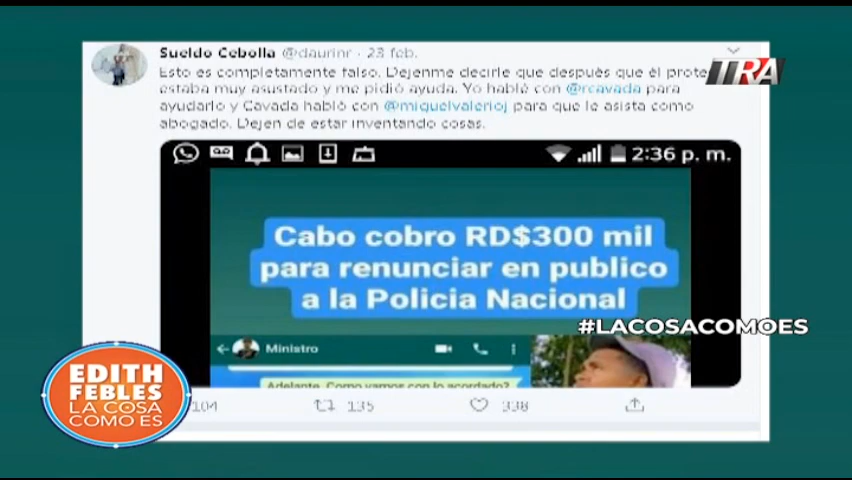 Sueldo Cebolla @daurinr · 23 feb.
Esto es completamente falso. Dejenme decirle que después que él prote
estaba muy asustado y me pidió ayuda. Yo hablé con @rcavada para
ayudarlo y Cavada habló con @miguelvalerioj para que le asista como
abogado. Dejen de estar inventando cosas.
ITRA
2:36 p. m.
Cabo cobro RD$300 mil
para renunciar en publico
a la Policia Nacional
#LACOSACOMOES
Ministro
Adelante. Como vamos con lo acordado?
104 135 338
EDITH
FEBLES
LA COSA
COMO ES